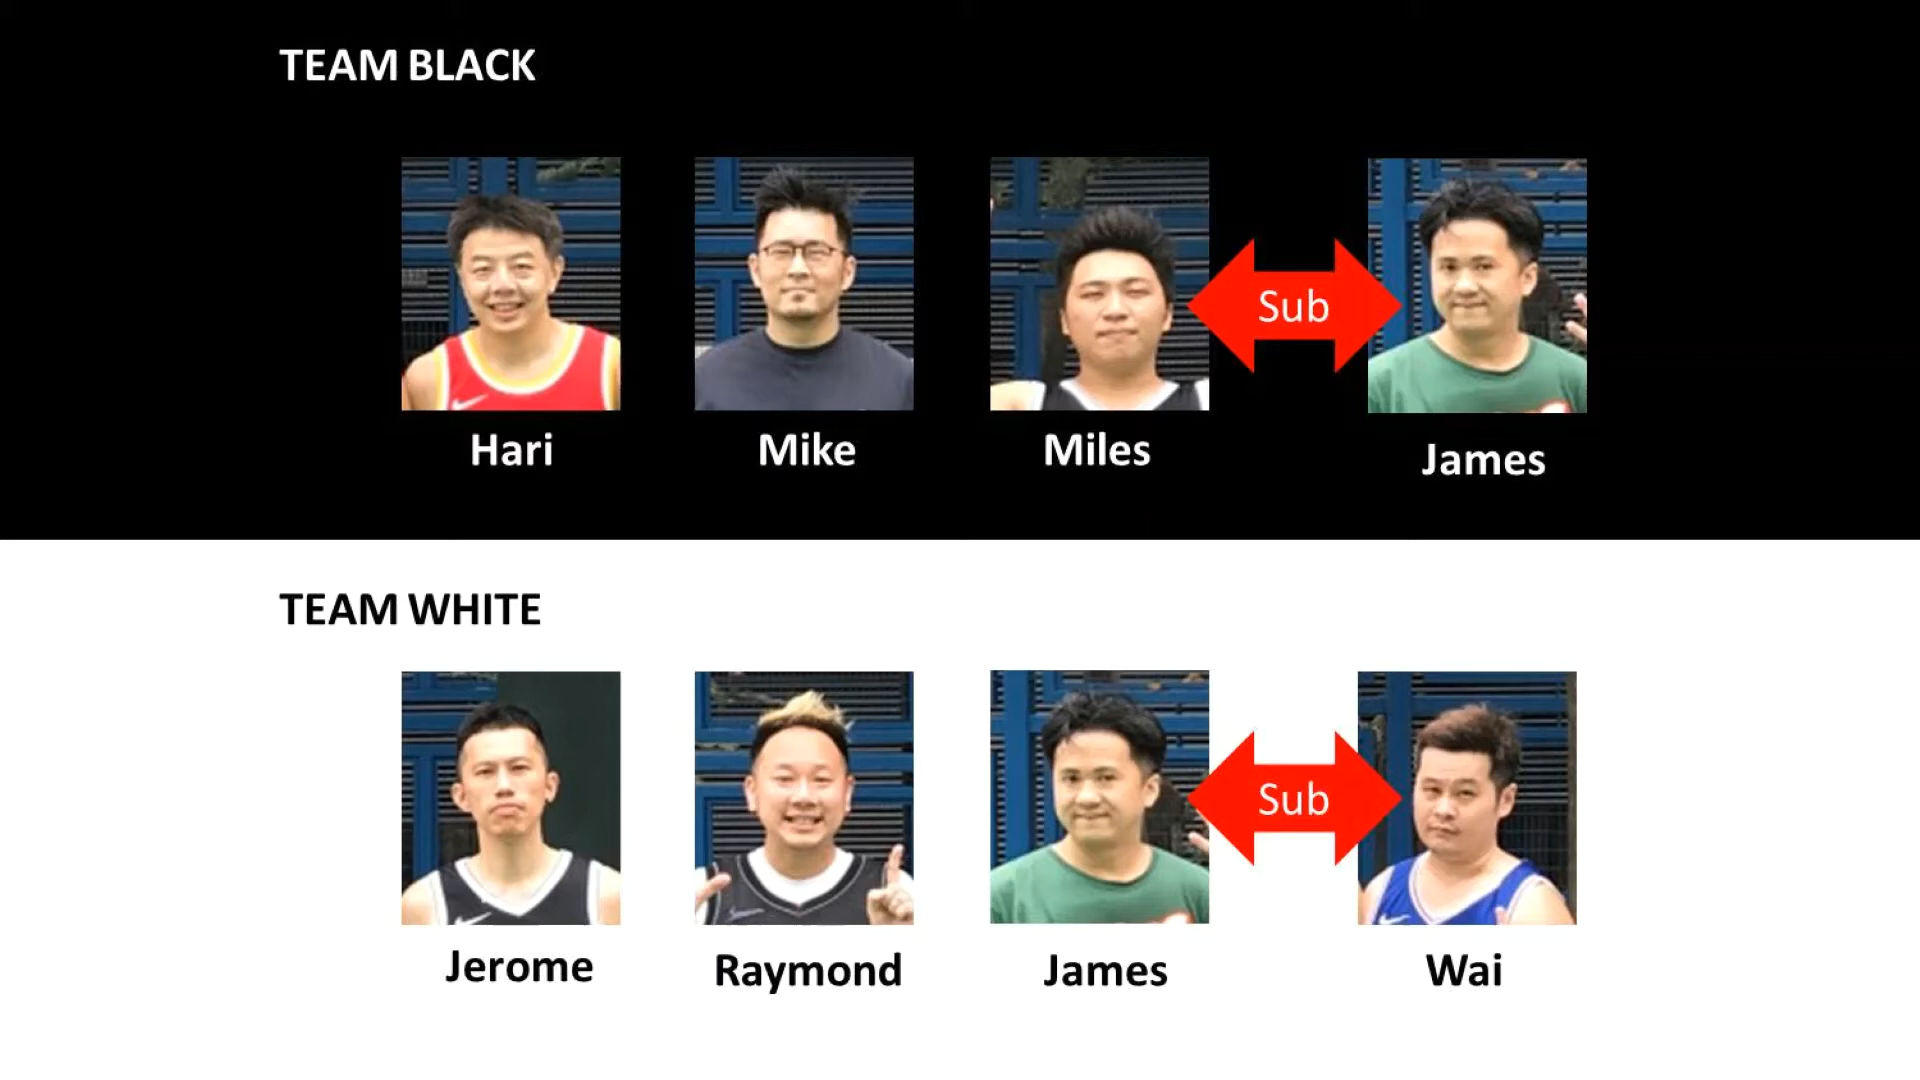 TEAM BLACK
Sub
Hari
Mike
Miles
James
TEAM WHITE
Sub
Jerome
Raymond
James
Wai